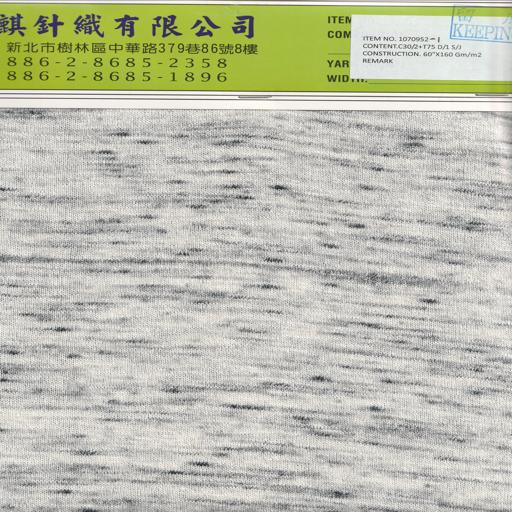 麒針織有限公司
新北市樹林區中華路379巷86號8樓
886-2-8685-2358
886-2-8685-1896
ITEM
COM
YAR
WIDTH:
ITEM NO. 1070952-1
CONTENT.C30/2+T75 D/1 S/J
CONSTRUCTION. 60"X160 Gm/m2
REMARK
KEEPING